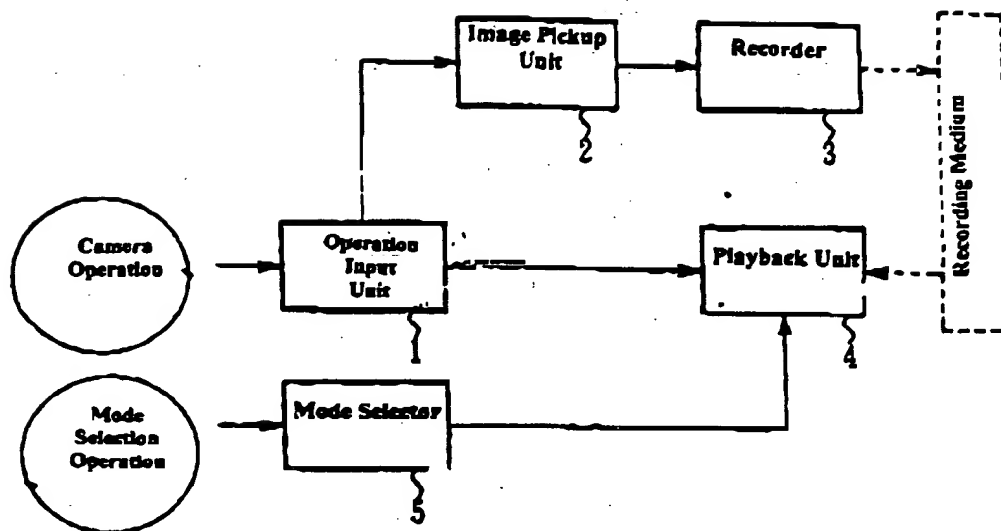 Image Pickup
Unit
2
Recorder
3
Recording Medium
Camera
Operation
Operation
Input
Unit
1
Playback Unit
4
Mode
Selection
Operation
Mode Selector
5